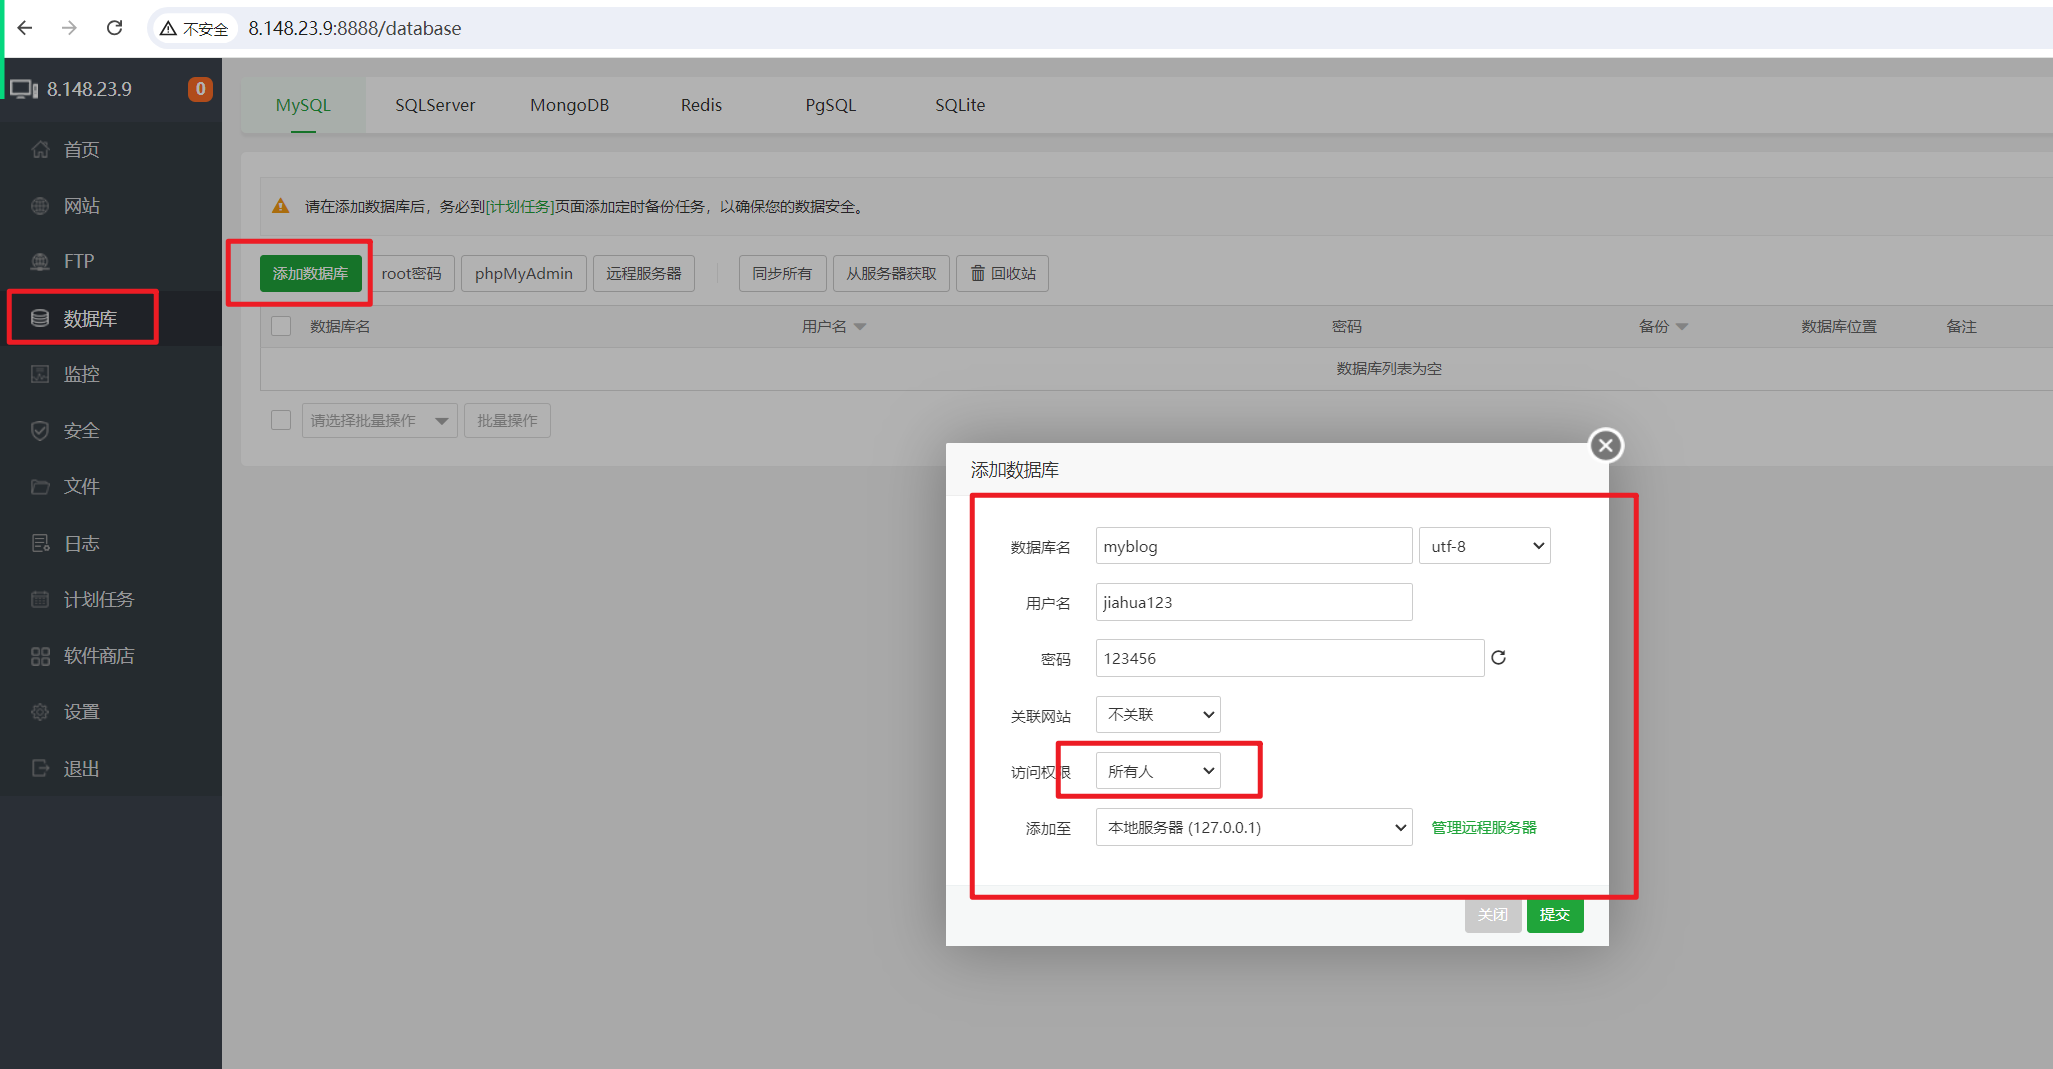 不安全 8.148.23.9:8888/database
8.148.23.9 0
首页
网站
FTP
数据库
监控
安全
文件
日志
计划任务
软件商店
设置
退出
MySQL SQLServer MongoDB Redis PgSQL SQLite
请在添加数据库后，务必到[计划任务]页面添加定时备份任务，以确保您的数据安全。
添加数据库 root密码 phpMyAdmin 远程服务器 同步所有 从服务器获取 回收站
数据库名 用户名 密码 备份 数据库位置 备注
数据库列表为空
请选择批量操作 批量操作
添加数据库
数据库名 myblog utf-8
用户名 jiahua123
密码 123456
关联网站 不关联
访问权限 所有人
添加至 本地服务器 (127.0.0.1) 管理远程服务器
关闭 提交